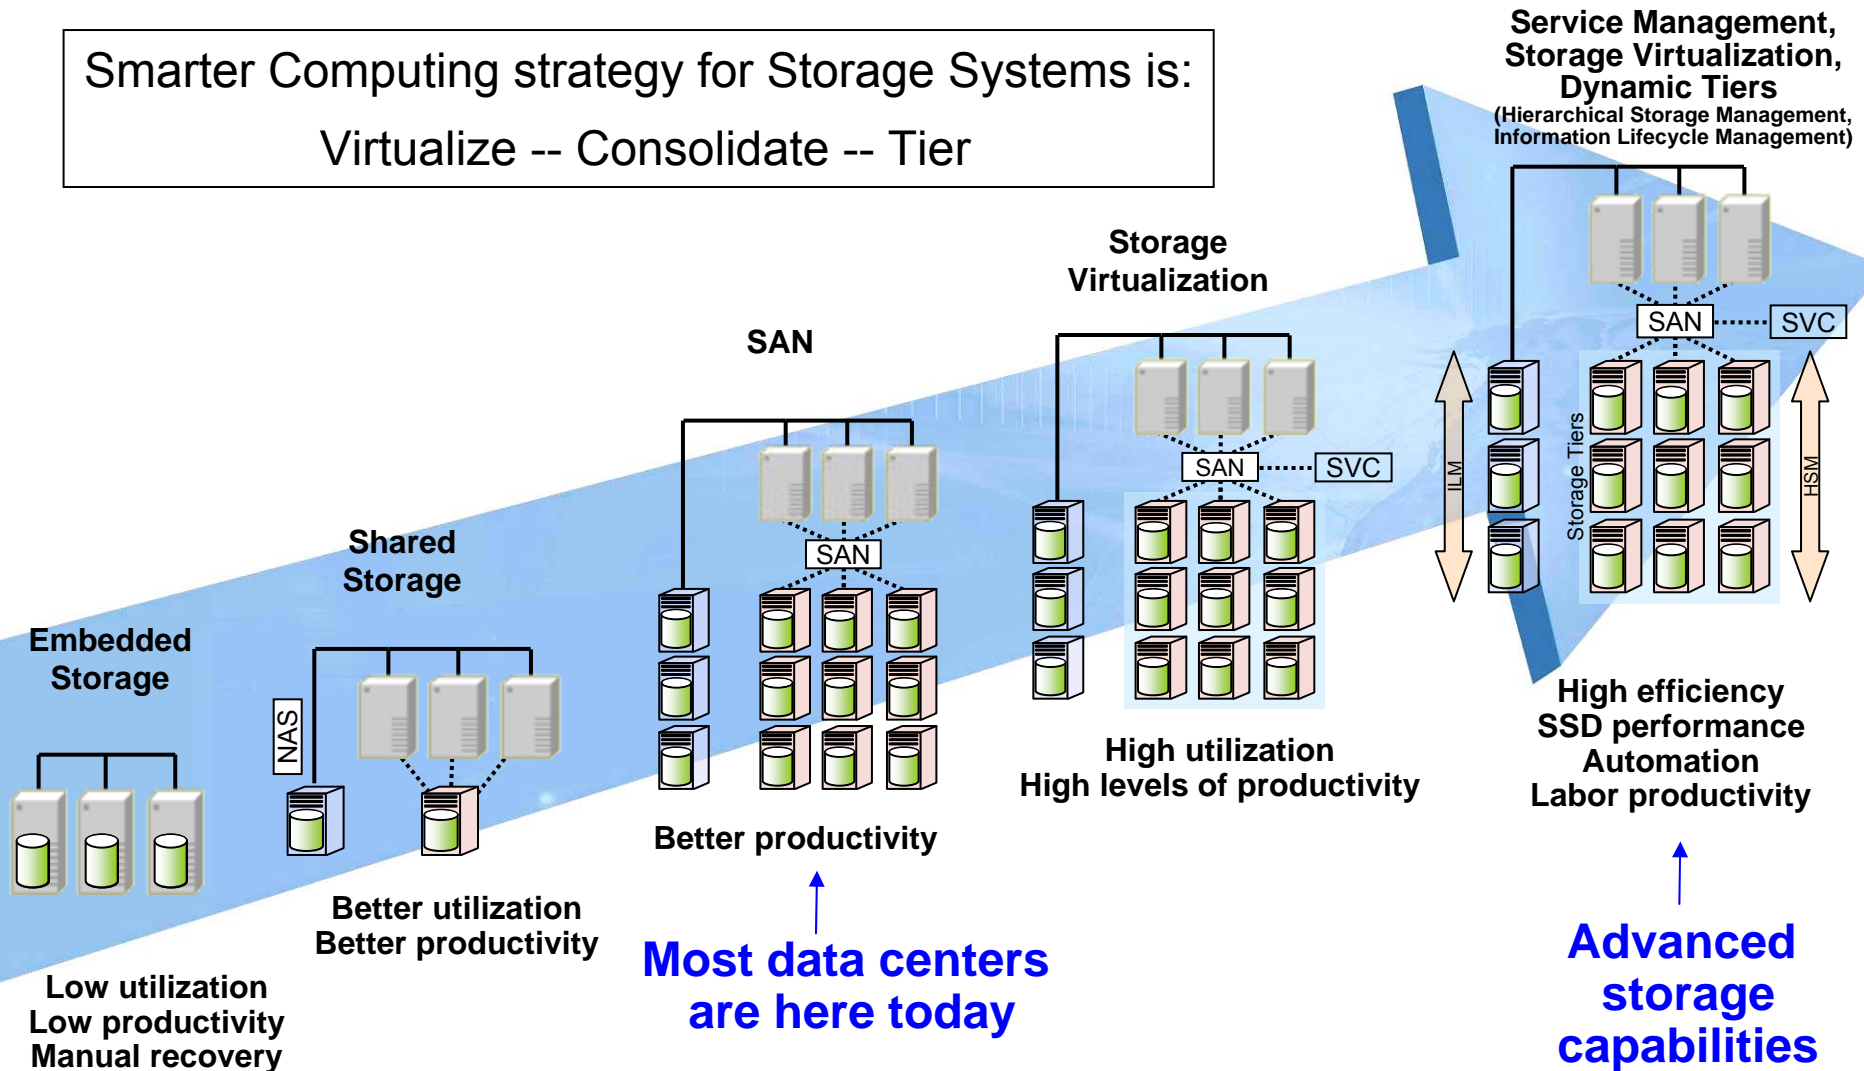 Smarter Computing strategy for Storage Systems is:
Virtualize -- Consolidate -- Tier
Embedded
Storage
Low utilization
Low productivity
Manual recovery
Shared
Storage
NAS
Better utilization
Better productivity
SAN
SAN
Better productivity
Most data centers
are here today
Storage
Virtualization
SAN
SVC
High utilization
High levels of productivity
Service Management,
Storage Virtualization,
Dynamic Tiers
(Hierarchical Storage Management,
Information Lifecycle Management)
SAN
SVC
ILM
Storage Tiers
HSM
High efficiency
SSD performance
Automation
Labor productivity
Advanced
storage
capabilities